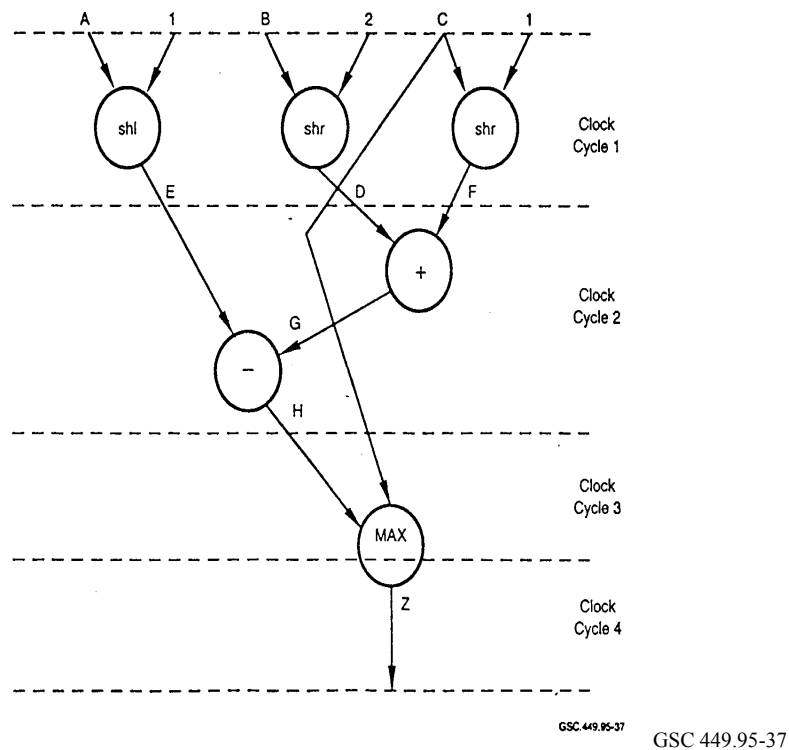 A 1 B 2 C 1
shl shr shr
Clock
Cycle 1
E D F
+
Clock
Cycle 2
G
−
H
Clock
Cycle 3
MAX
Z
Clock
Cycle 4
GSC.449.95-37
GSC 449.95-37